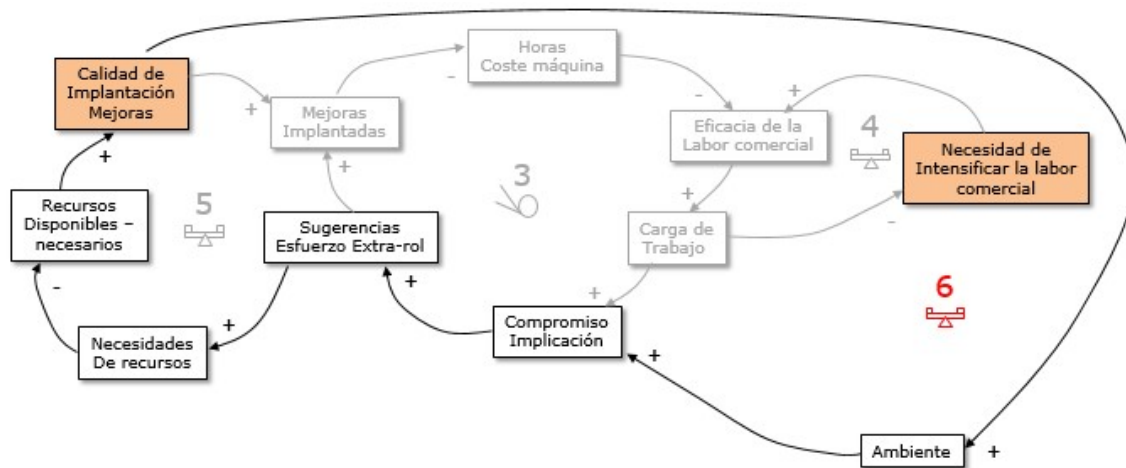 Calidad de
Implantación
Mejoras
+
Mejoras
Implantadas
-
Horas
Coste máquina
-
+
Eficacia de la
Labor comercial
4
Necesidad de
Intensificar la labor
comercial
+
+
Recursos
Disponibles –
necesarios
5
Sugerencias
Esfuerzo Extra-rol
3
+
Carga de
Trabajo
-
-
+
+
6
Necesidades
De recursos
+
Compromiso
Implicación
+
Ambiente
+